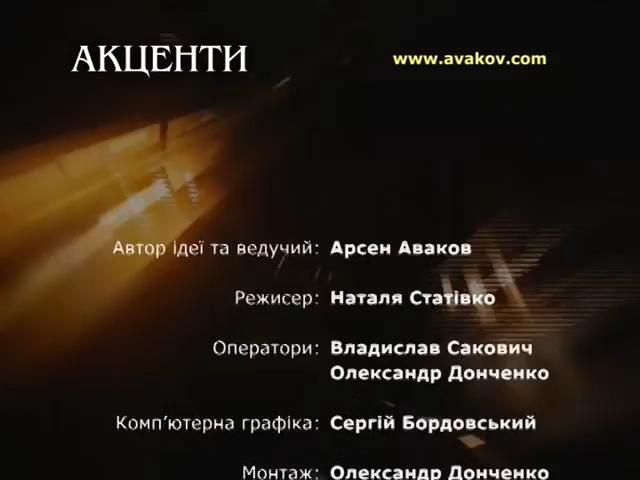 АКЦЕНТИ
www.avakov.com
Автор ідеї та ведучий: Арсен Аваков
Режисер: Наталя Статівко
Оператори: Владислав Сакович
Олександр Донченко
Комп’ютерна графіка: Сергій Бордовський
Монтаж: Олександр Донченко